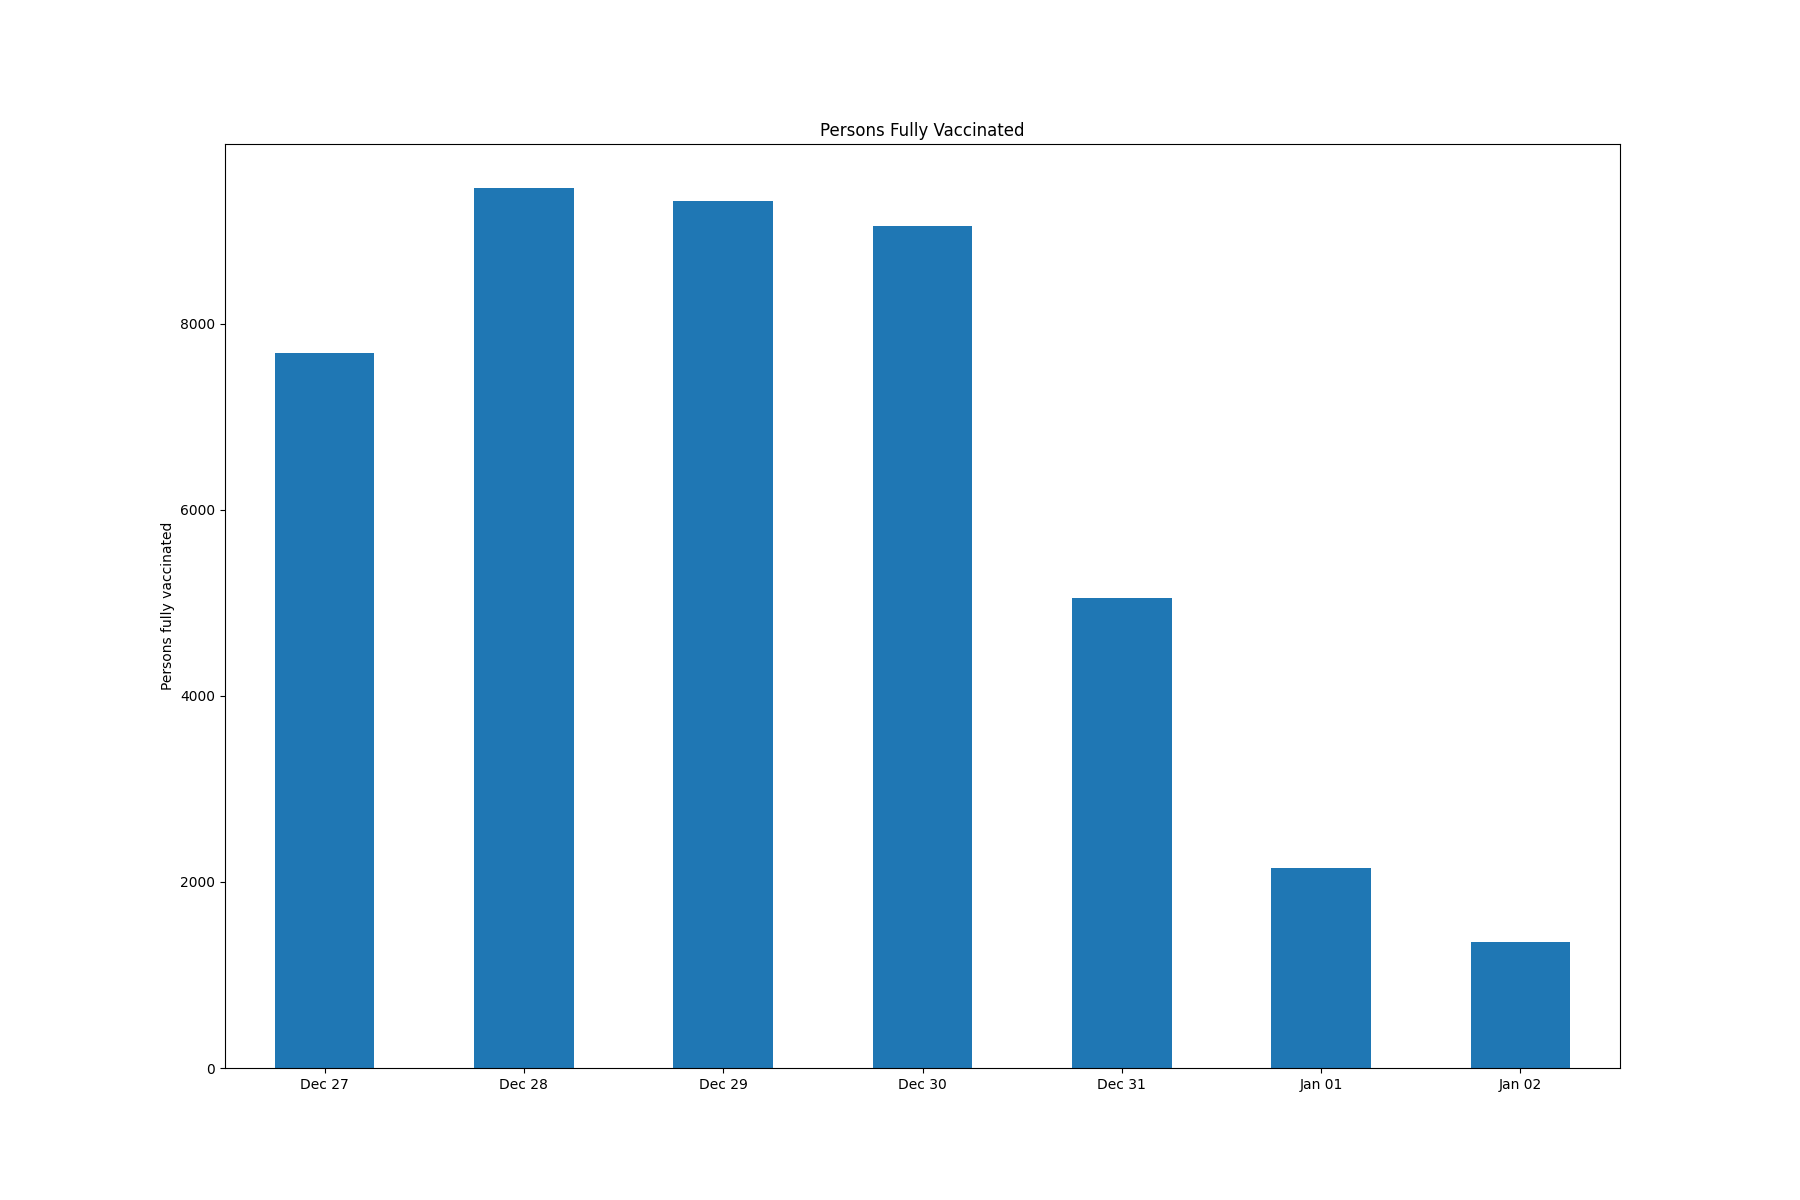 Persons Fully Vaccinated
Persons fully vaccinated
8000
6000
4000
2000
0
Dec 27 Dec 28 Dec 29 Dec 30 Dec 31 Jan 01 Jan 02